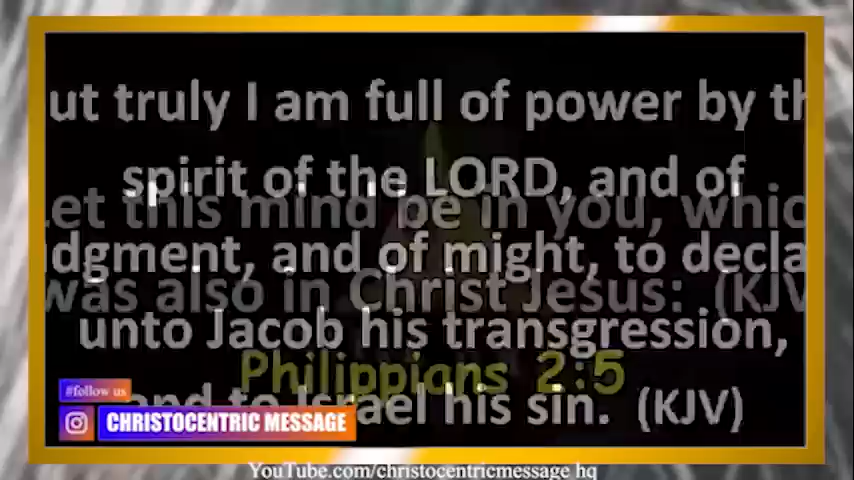 ut truly I am full of power by th
spirit of the LORD, and of
et this mind be in you, whic
dgment, and of might, to decla
was also in Christ Jesus: (KJV
unto Jacob his transgression,
Philippians 2:5
and to Israel his sin. (KJV)
#follow us
CHRISTOCENTRIC MESSAGE
YouTube.com/christocentricmessage hq